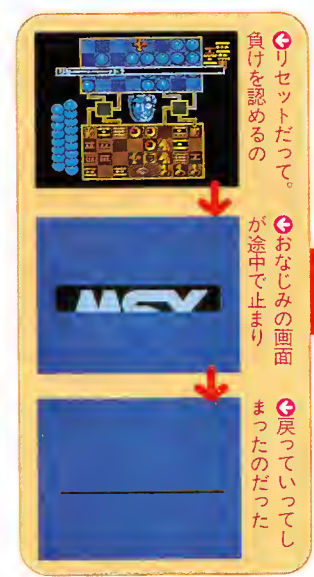 リセットだって。
負けを認めるの
おなじみの画面
が途中で止まり
MSX
戻っていってし
まったのだった